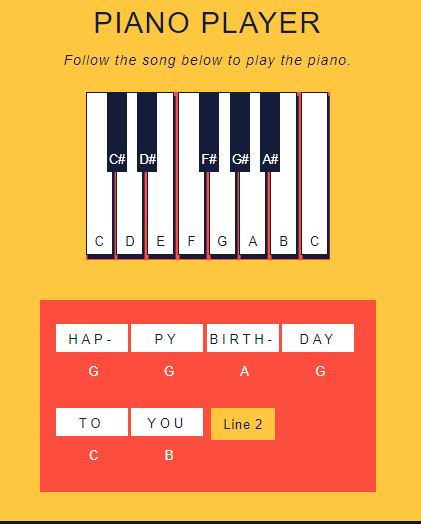 PIANO PLAYER
Follow the song below to play the piano.
C# D# F# G# A#
C D E F G A B C
HAP- PY BIRTH- DAY
G G A G
TO YOU Line 2
C B